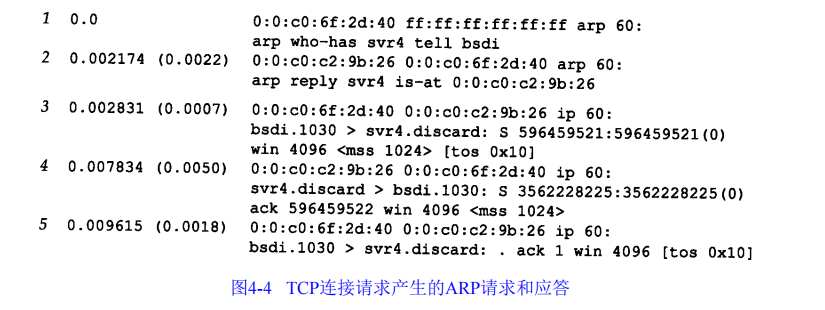 1 0.0 0:0:c0:6f:2d:40 ff:ff:ff:ff:ff:ff arp 60:
arp who-has svr4 tell bsdi
2 0.002174 (0.0022) 0:0:c0:c2:9b:26 0:0:c0:6f:2d:40 arp 60:
arp reply svr4 is-at 0:0:c0:c2:9b:26
3 0.002831 (0.0007) 0:0:c0:6f:2d:40 0:0:c0:c2:9b:26 ip 60:
bsdi.1030 > svr4.discard: S 596459521:596459521(0)
win 4096 <mss 1024> [tos 0x10]
4 0.007834 (0.0050) 0:0:c0:c2:9b:26 0:0:c0:6f:2d:40 ip 60:
svr4.discard > bsdi.1030: S 3562228225:3562228225(0)
ack 596459522 win 4096 <mss 1024>
5 0.009615 (0.0018) 0:0:c0:6f:2d:40 0:0:c0:c2:9b:26 ip 60:
bsdi.1030 > svr4.discard: . ack 1 win 4096 [tos 0x10]
图4-4 TCP连接请求产生的ARP请求和应答